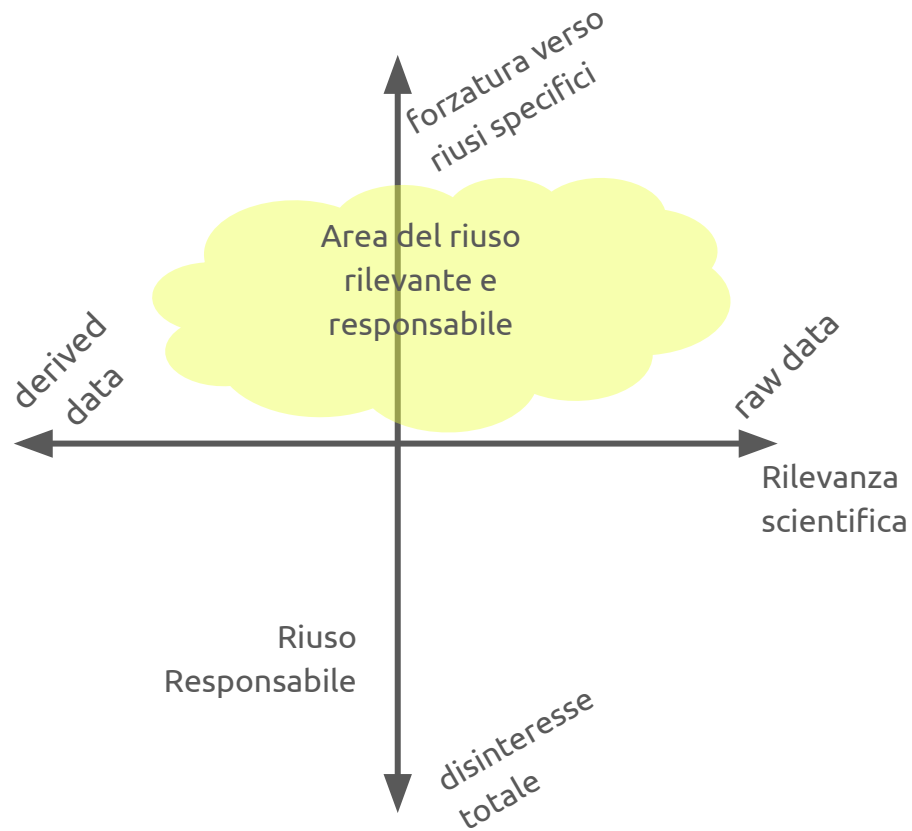 forzatura verso
riusi specifici
Area del riuso
rilevante e
responsabile
derived
data
raw data
Rilevanza
scientifica
Riuso
Responsabile
disinteresse
totale